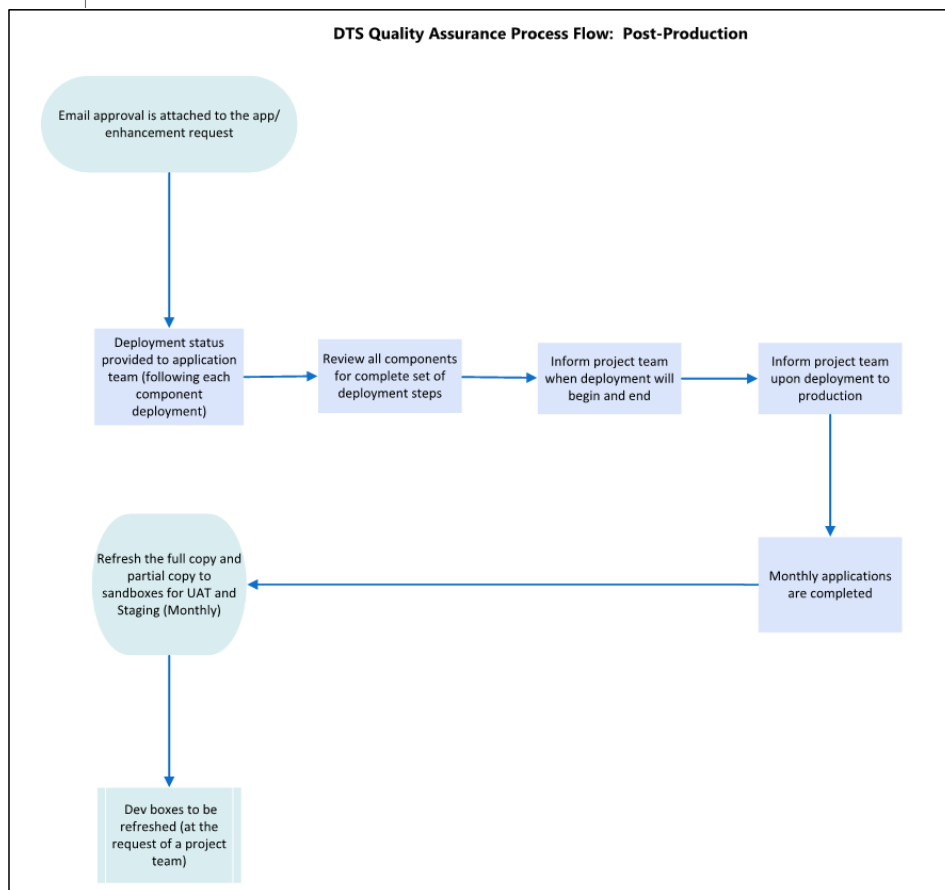 DTS Quality Assurance Process Flow:  Post-Production
Email approval is attached to the app/
enhancement request
Deployment status
provided to application
team (following each
component
deployment)
Review all components
for complete set of
deployment steps
Inform project team
when deployment will
begin and end
Inform project team
upon deployment to
production
Monthly applications
are completed
Refresh the full copy and
partial copy to
sandboxes for UAT and
Staging (Monthly)
Dev boxes to be
refreshed (at the
request of a project
team)